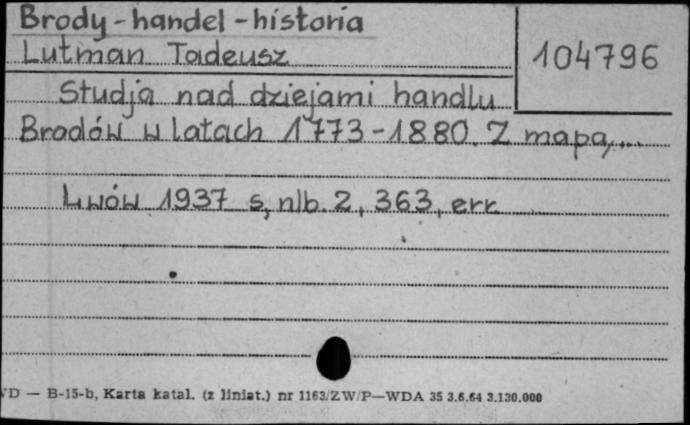 Brody - handel - historia
Lutman Tadeusz
104796
Studja nad dziejami handlu
Brodów w latach 1773-1880. Z mapą,...
Lwów 1937 s, nlb. 2, 363, err.
WD — B-15-b, Karta katal. (z liniat.) nr 1163/ZW/P—WDA 35 3.6.64 3.130.000